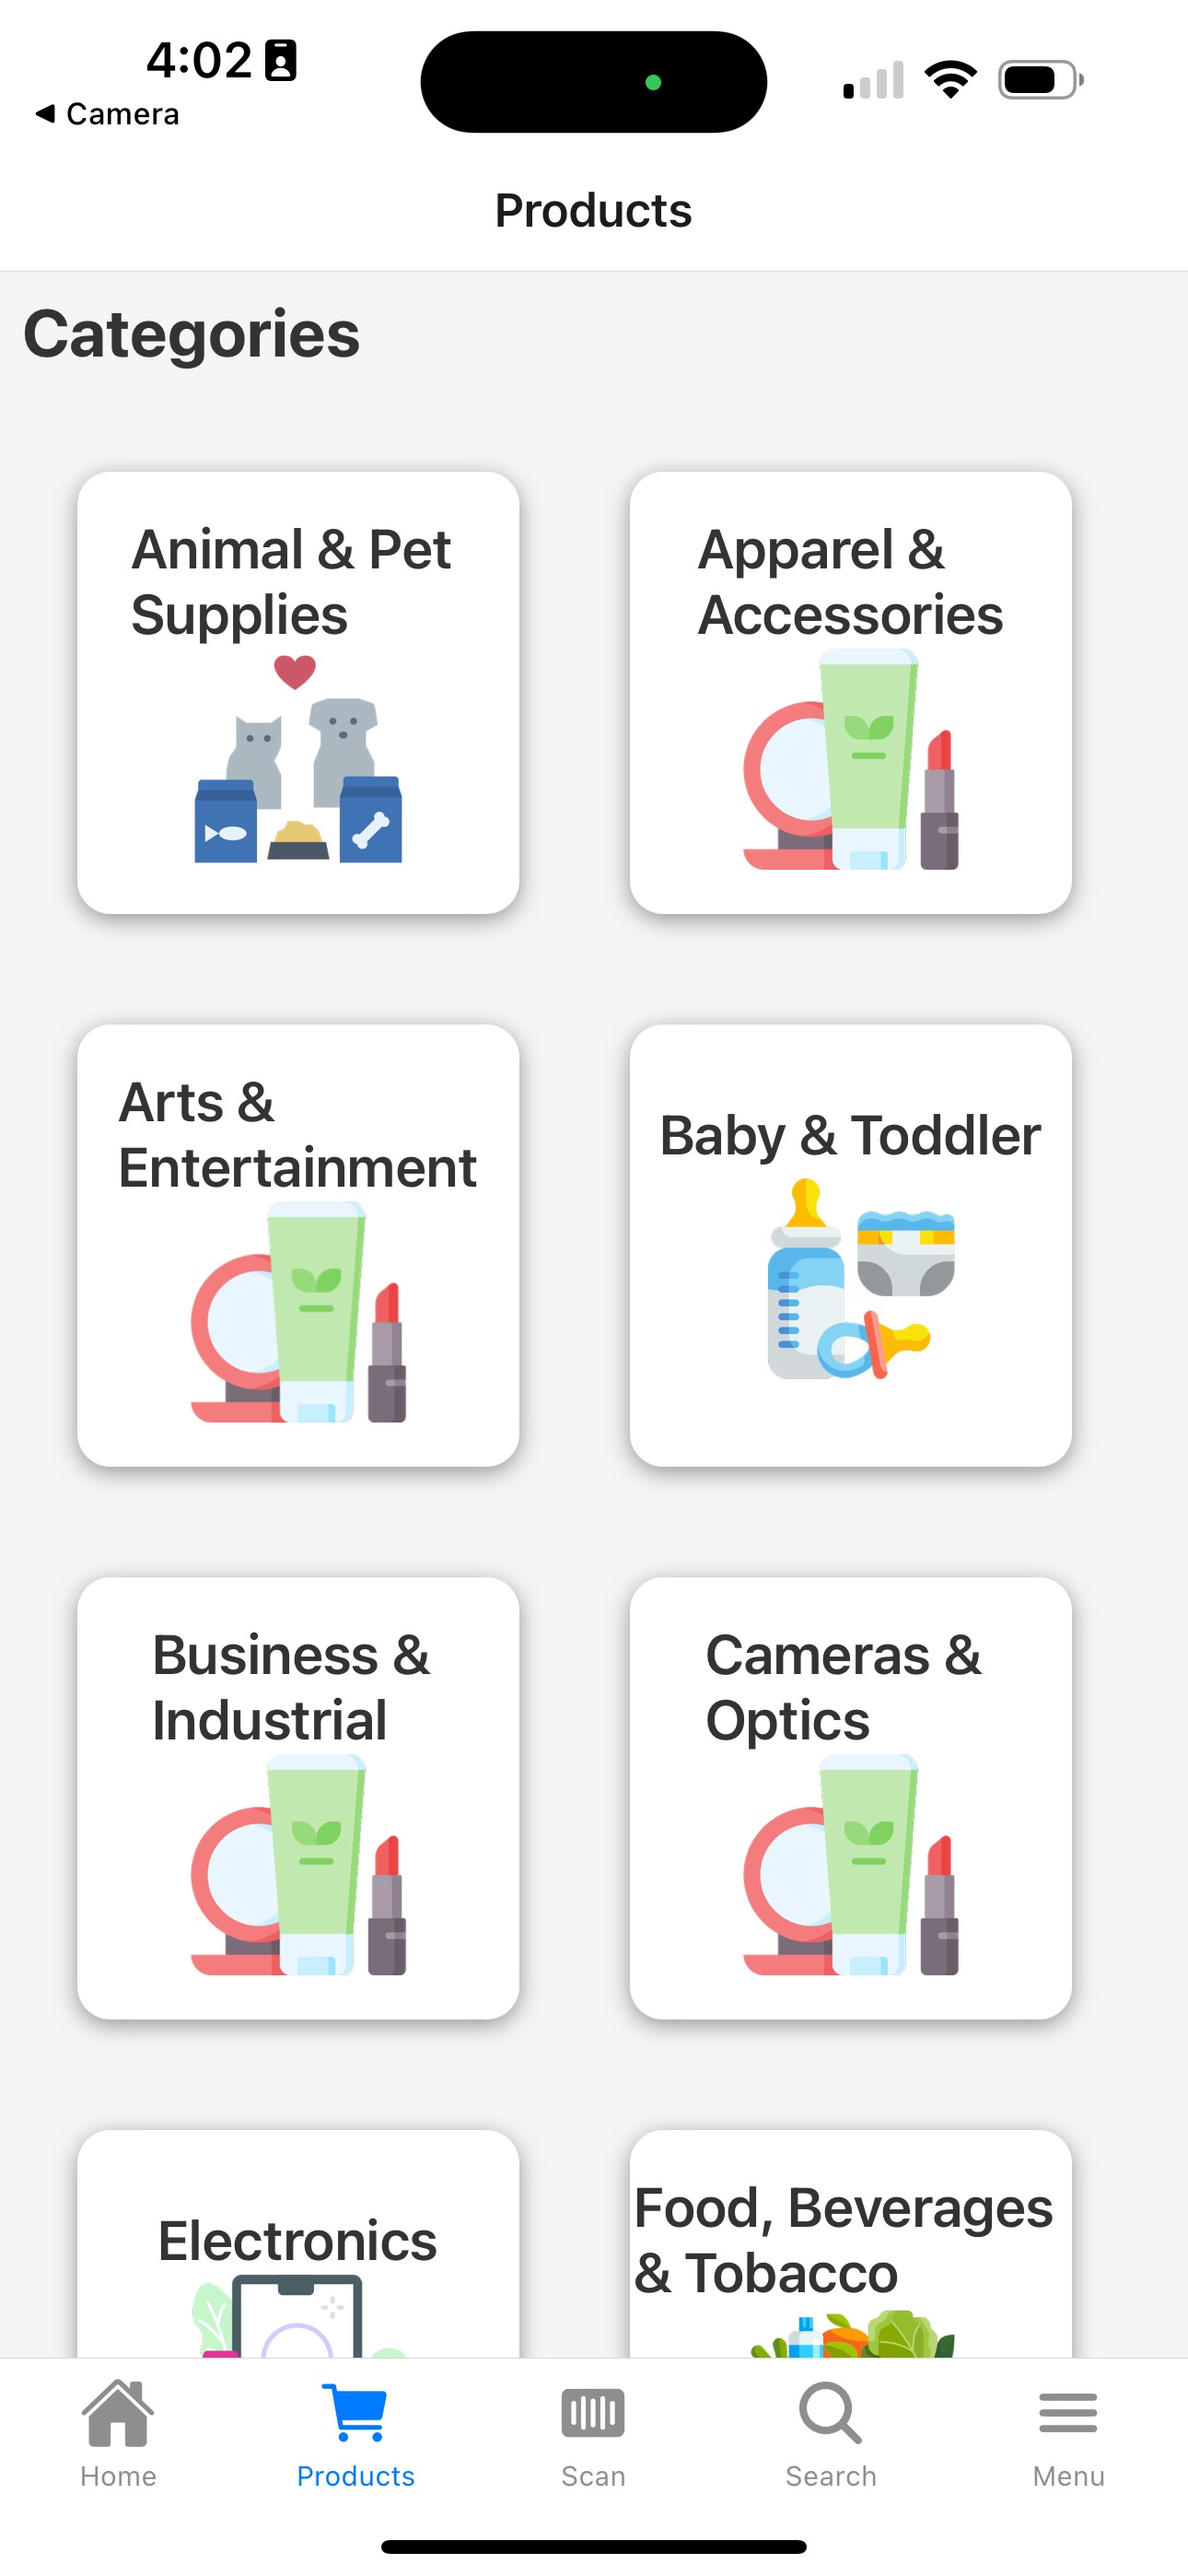 4:02
Camera
Products
Categories
Animal & Pet
Supplies
Apparel &
Accessories
Arts &
Entertainment
Baby & Toddler
Business &
Industrial
Cameras &
Optics
Electronics
Food, Beverages
& Tobacco
Home
Products
Scan
Search
Menu